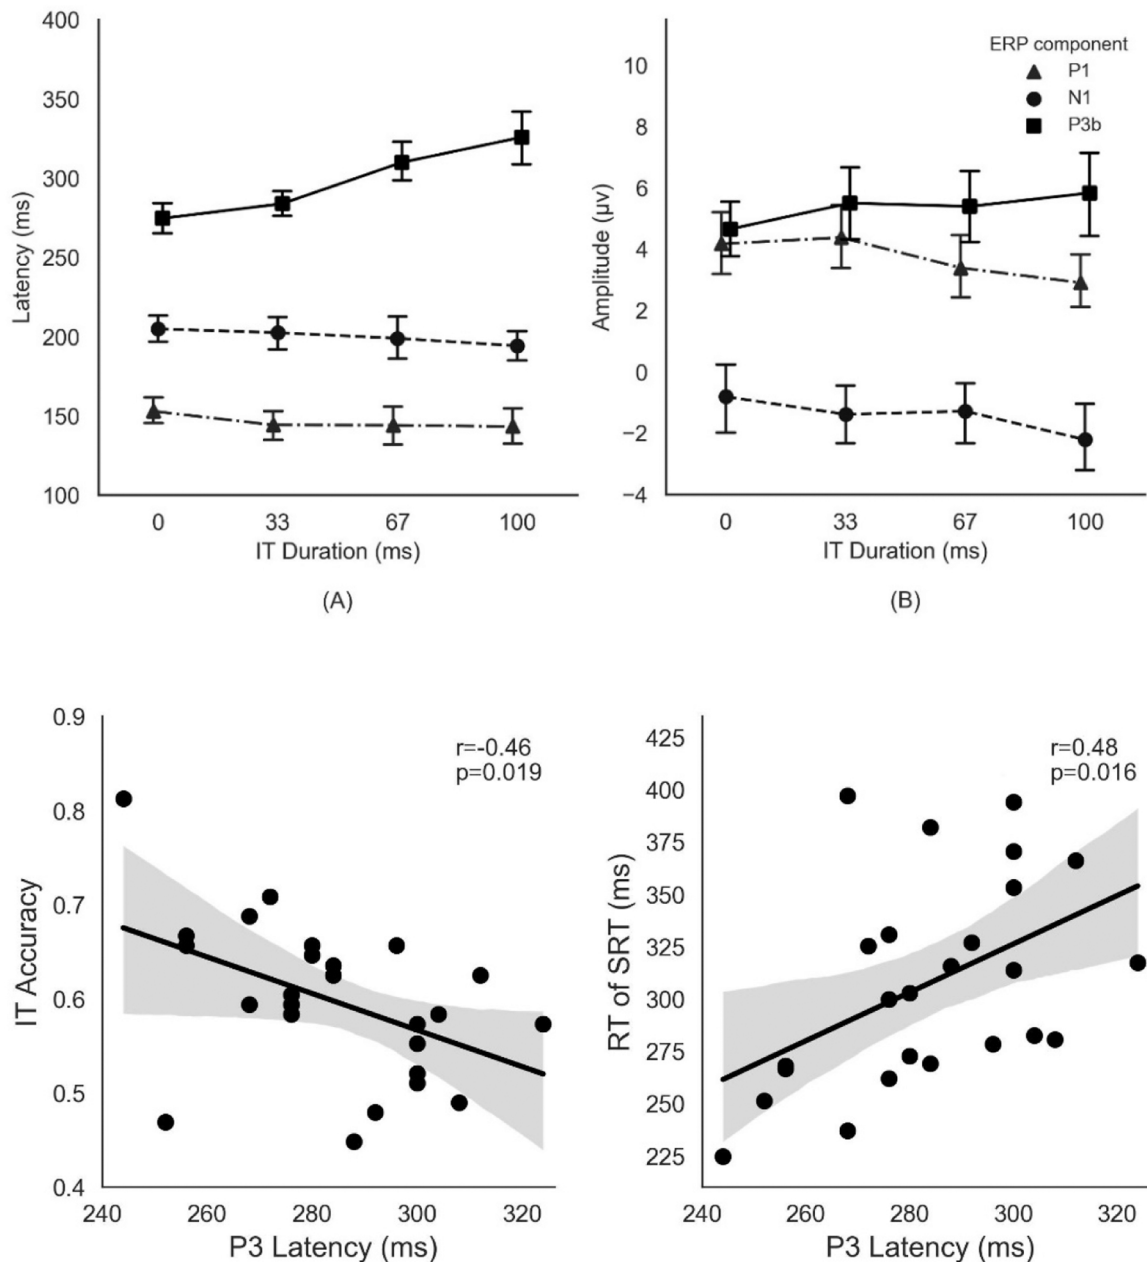 400
350
300
250
200
150
100
Latency (ms)
0 33 67 100
IT Duration (ms)
(A)
10
8
6
4
2
0
−2
−4
Amplitude (μv)
ERP component
P1
N1
P3b
0 33 67 100
IT Duration (ms)
(B)
0.9
0.8
0.7
0.6
0.5
0.4
IT Accuracy
r=-0.46
p=0.019
240 260 280 300 320
P3 Latency (ms)
425
400
375
350
325
300
275
250
225
RT of SRT (ms)
r=0.48
p=0.016
240 260 280 300 320
P3 Latency (ms)